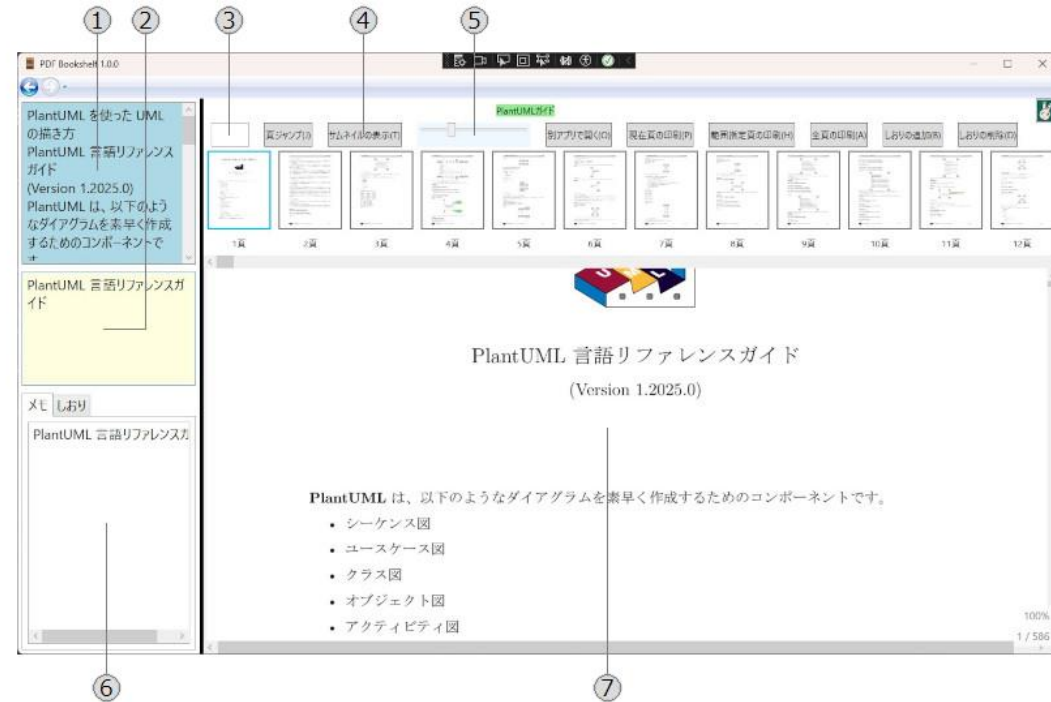 ① ② ③ ④ ⑤
PDF Bookshelf 1.0.0
PlantUML を使った UML
の描き方
PlantUML 言語リファレンス
ガイド
(Version 1.2025.0)
PlantUML は、以下のよう
なダイアグラムを素早く作成
するためのコンポーネントで
PlantUML 言語リファレンスガ
イド
メモ しおり
PlantUML 言語リファレンスガ
PlantUMLガイド
頁ジャンプ(J) サムネイルの表示(T) 別アプリで開く(O) 現在頁の印刷(P) 範囲指定頁の印刷(H) 全頁の印刷(A) しおりの追加(B) しおりの削除(D)
1頁 2頁 3頁 4頁 5頁 6頁 7頁 8頁 9頁 10頁 11頁 12頁
UML
PlantUML 言語リファレンスガイド
(Version 1.2025.0)
PlantUML は、以下のようなダイアグラムを素早く作成するためのコンポーネントです。
• シーケンス図
• ユースケース図
• クラス図
• オブジェクト図
• アクティビティ図
100%
1 / 586
⑥ ⑦